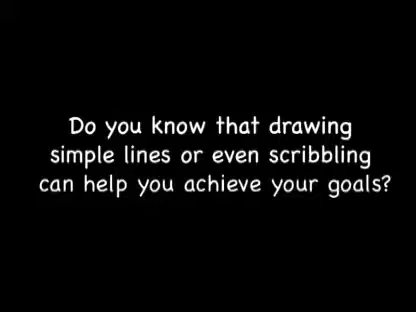 Do you know that drawing
simple lines or even scribbling
can help you achieve your goals?